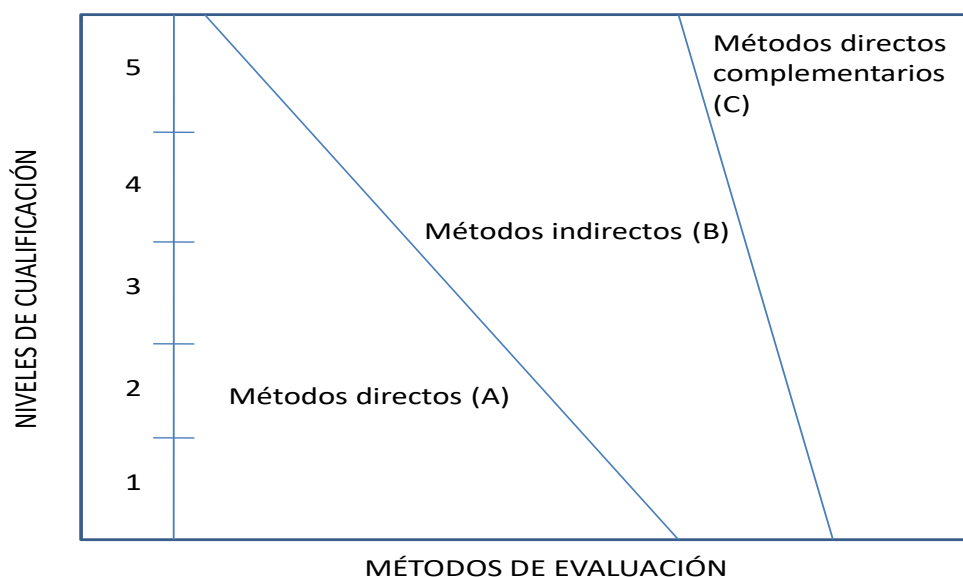 NIVELES DE CUALIFICACIÓN
5
4
3
2
1
Métodos directos
complementarios
(C)
Métodos indirectos (B)
Métodos directos (A)
MÉTODOS DE EVALUACIÓN